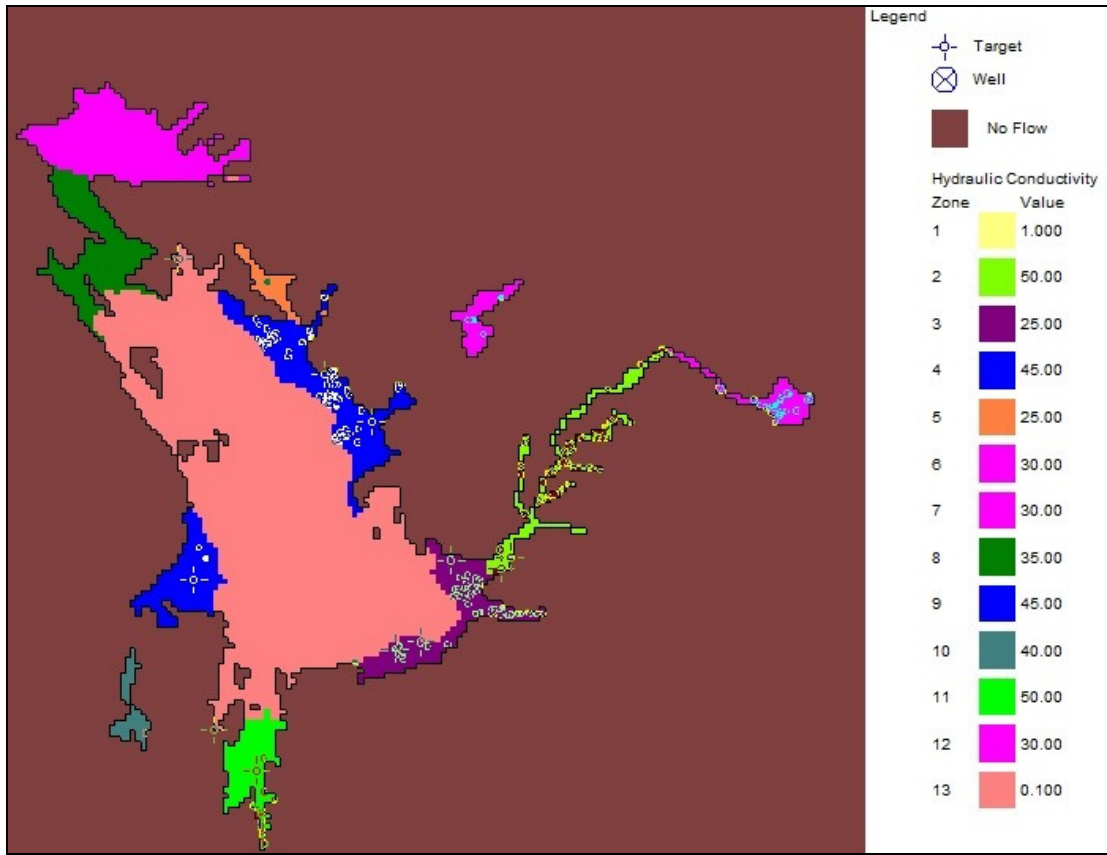 Legend
Target
Well
No Flow
Hydraulic Conductivity
Zone Value
1 1.000
2 50.00
3 25.00
4 45.00
5 25.00
6 30.00
7 30.00
8 35.00
9 45.00
10 40.00
11 50.00
12 30.00
13 0.100